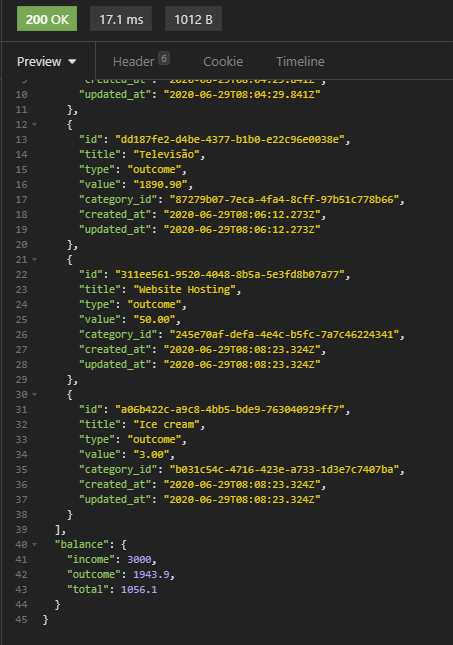 200 OK 17.1 ms 1012 B
Preview Header 6 Cookie Timeline
9 "created_at": "2020-06-29T08:04:29.841Z",
10 "updated_at": "2020-06-29T08:04:29.841Z"
11 },
12 {
13 "id": "dd187fe2-d4be-4377-b1b0-e22c96e0038e",
14 "title": "Televisão",
15 "type": "outcome",
16 "value": "1890.90",
17 "category_id": "87279b07-7eca-4fa4-8cff-97b51c778b66",
18 "created_at": "2020-06-29T08:06:12.273Z",
19 "updated_at": "2020-06-29T08:06:12.273Z"
20 },
21 {
22 "id": "311ee561-9520-4048-8b5a-5e3fd8b07a77",
23 "title": "Website Hosting",
24 "type": "outcome",
25 "value": "50.00",
26 "category_id": "245e70af-defa-4e4c-b5fc-7a7c46224341",
27 "created_at": "2020-06-29T08:08:23.324Z",
28 "updated_at": "2020-06-29T08:08:23.324Z"
29 },
30 {
31 "id": "a06b422c-a9c8-4bb5-bde9-763040929ff7",
32 "title": "Ice cream",
33 "type": "outcome",
34 "value": "3.00",
35 "category_id": "b031c54c-4716-423e-a733-1d3e7c7407ba",
36 "created_at": "2020-06-29T08:08:23.324Z",
37 "updated_at": "2020-06-29T08:08:23.324Z"
38 }
39 ],
40 "balance": {
41 "income": 3000,
42 "outcome": 1943.9,
43 "total": 1056.1
44 }
45 }